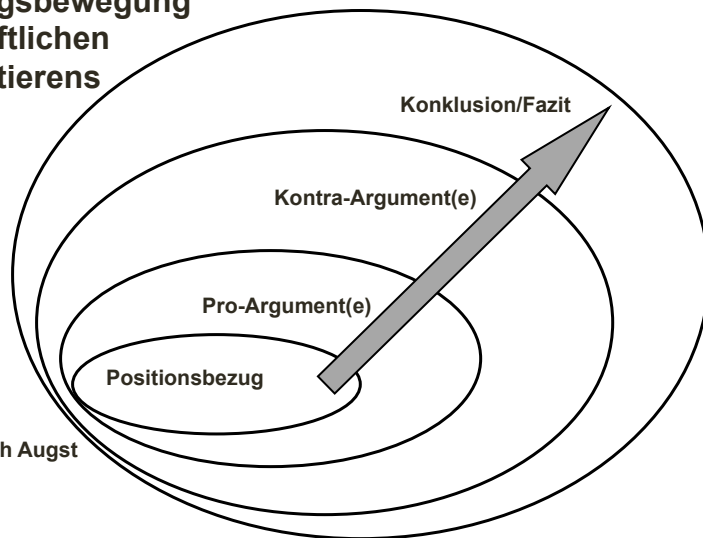 gsbewegung
ftlichen
tierens
Konklusion/Fazit
Kontra-Argument(e)
Pro-Argument(e)
Positionsbezug
h Augst